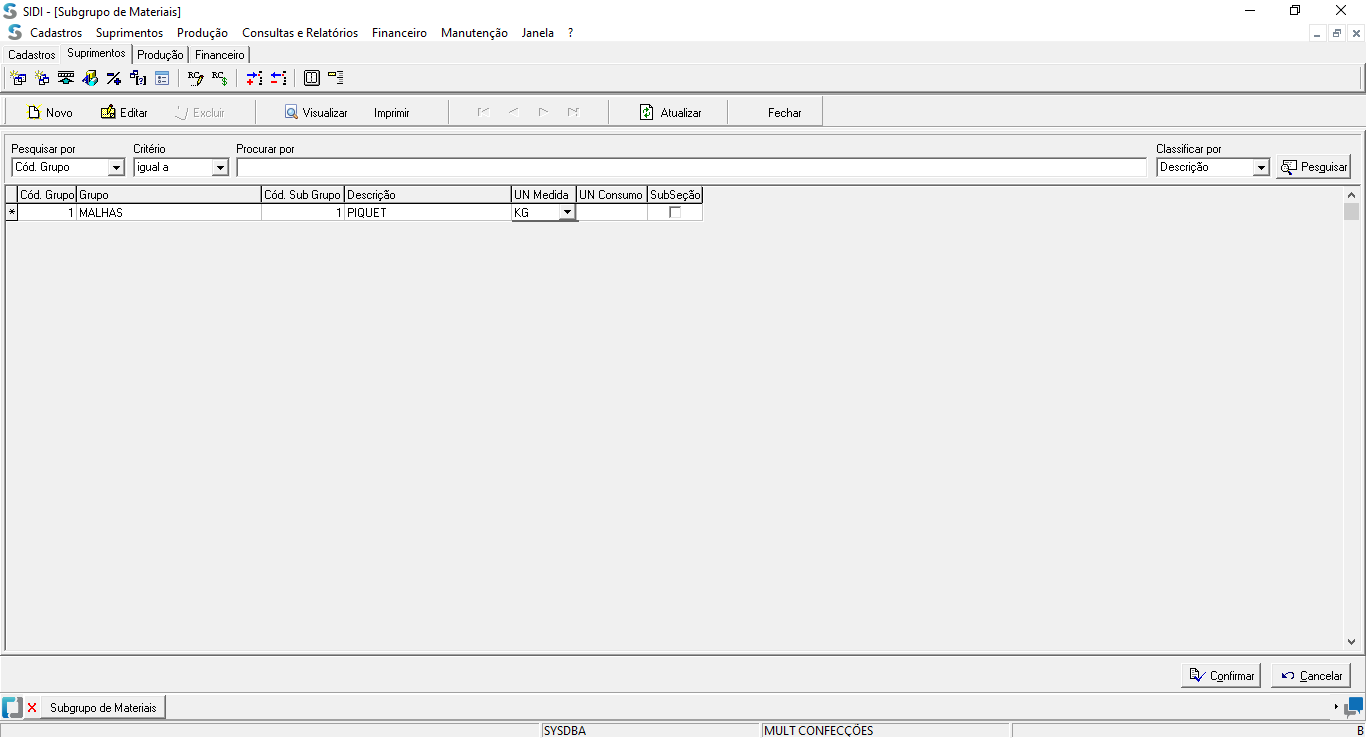 SIDI - [Subgrupo de Materiais]
Cadastros Suprimentos Produção Consultas e Relatórios Financeiro Manutenção Janela ?
Cadastros Suprimentos Produção Financeiro
Novo Editar Excluir Visualizar Imprimir Atualizar Fechar
Pesquisar por Critério Procurar por Classificar por
Cód. Grupo igual a Descrição Pesquisar
Cód. Grupo Grupo Cód. Sub Grupo Descrição UN Medida UN Consumo SubSeção
* 1 MALHAS 1 PIQUET KG
Confirmar Cancelar
Subgrupo de Materiais
SYSDBA MULT CONFECÇÕES B